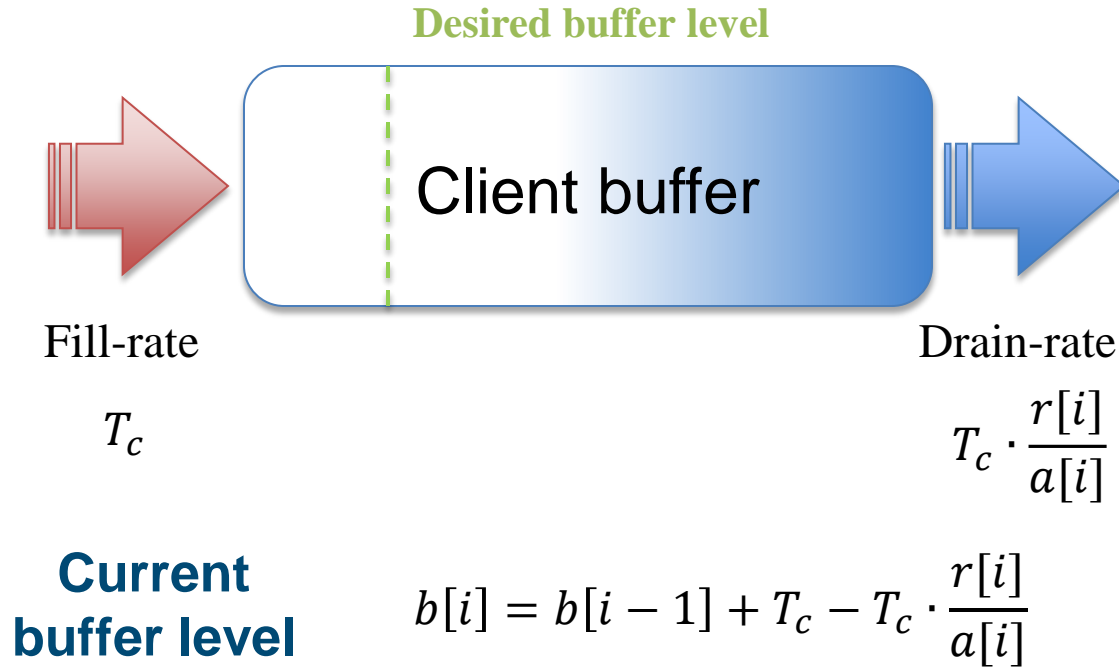 Desired buffer level
Client buffer
Fill-rate
Drain-rate
T_c
T_c · r[i]/a[i]
Current
buffer level
b[i] = b[i − 1] + T_c − T_c · r[i]/a[i]